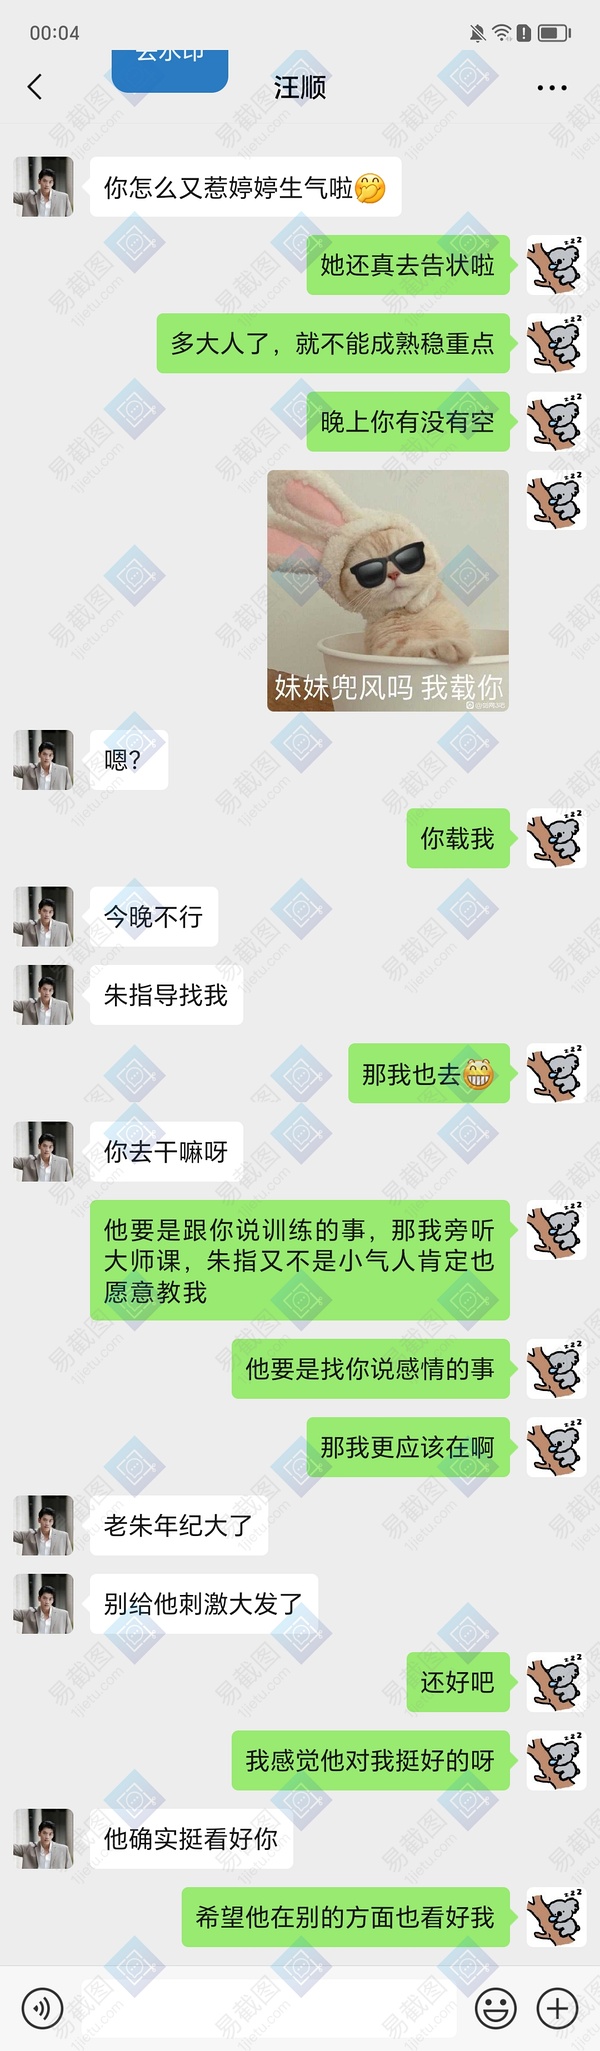 00:04
去水印
汪顺
你怎么又惹婷婷生气啦
她还真去告状啦
多大人了，就不能成熟稳重点
晚上你有没有空
妹妹兜风吗 我载你
嗯？
你载我
今晚不行
朱指导找我
那我也去
你去干嘛呀
他要是跟你说训练的事，那我旁听
大师课，朱指又不是小气人肯定也
愿意教我
他要是找你说感情的事
那我更应该在啊
老朱年纪大了
别给他刺激大发了
还好吧
我感觉他对我挺好的呀
他确实挺看好你
希望他在别的方面也看好我
易截图
1jietu.com